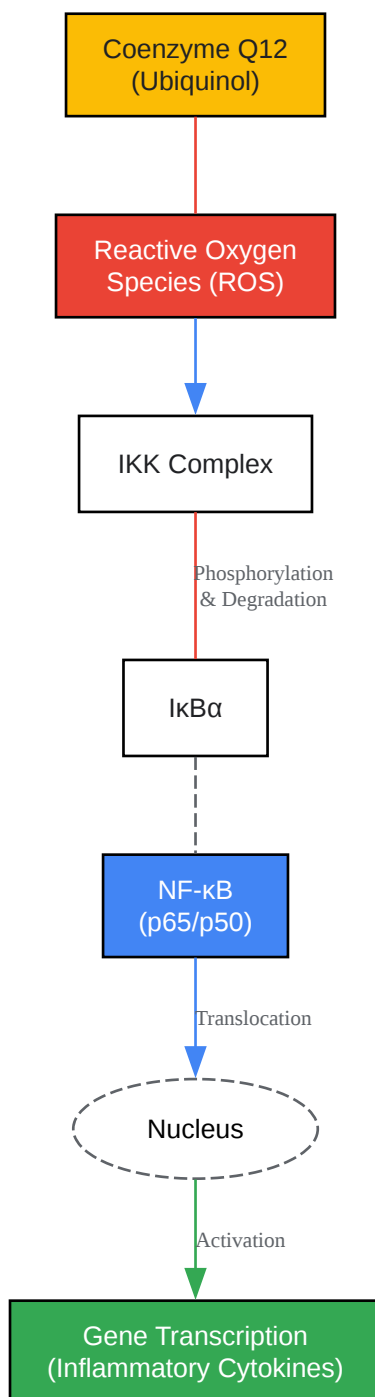 Coenzyme Q12
(Ubiquinol)
Reactive Oxygen
Species (ROS)
IKK Complex
Phosphorylation
& Degradation
IκBα
NF-κB
(p65/p50)
Translocation
Nucleus
Activation
Gene Transcription
(Inflammatory Cytokines)